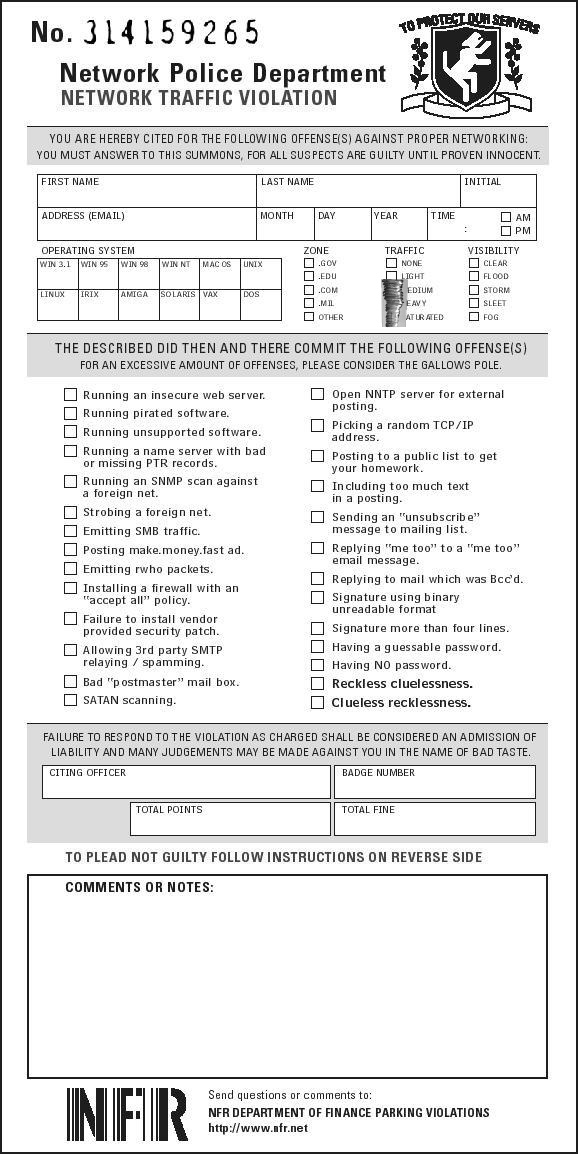 No. 314159265
TO PROTECT OUR SERVERS
Network Police Department
NETWORK TRAFFIC VIOLATION
YOU ARE HEREBY CITED FOR THE FOLLOWING OFFENSE(S) AGAINST PROPER NETWORKING:
YOU MUST ANSWER TO THIS SUMMONS, FOR ALL SUSPECTS ARE GUILTY UNTIL PROVEN INNOCENT.
FIRST NAME LAST NAME INITIAL
ADDRESS (EMAIL) MONTH DAY YEAR TIME : AM
PM
OPERATING SYSTEM
WIN 3.1 WIN 95 WIN 98 WIN NT MAC OS UNIX
LINUX IRIX AMIGA SOLARIS VAX DOS
ZONE
.GOV
.EDU
.COM
.MIL
OTHER
TRAFFIC
NONE
LIGHT
EDIUM
EAVY
ATURATED
VISIBILITY
CLEAR
FLOOD
STORM
SLEET
FOG
THE DESCRIBED DID THEN AND THERE COMMIT THE FOLLOWING OFFENSE(S)
FOR AN EXCESSIVE AMOUNT OF OFFENSES, PLEASE CONSIDER THE GALLOWS POLE.
Running an insecure web server.
Running pirated software.
Running unsupported software.
Running a name server with bad
or missing PTR records.
Running an SNMP scan against
a foreign net.
Strobing a foreign net.
Emitting SMB traffic.
Posting make.money.fast ad.
Emitting rwho packets.
Installing a firewall with an
"accept all" policy.
Failure to install vendor
provided security patch.
Allowing 3rd party SMTP
relaying / spamming.
Bad "postmaster" mail box.
SATAN scanning.
Open NNTP server for external
posting.
Picking a random TCP/IP
address.
Posting to a public list to get
your homework.
Including too much text
in a posting.
Sending an "unsubscribe"
message to mailing list.
Replying "me too" to a "me too"
email message.
Replying to mail which was Bcc'd.
Signature using binary
unreadable format
Signature more than four lines.
Having a guessable password.
Having NO password.
Reckless cluelessness.
Clueless recklessness.
FAILURE TO RESPOND TO THE VIOLATION AS CHARGED SHALL BE CONSIDERED AN ADMISSION OF
LIABILITY AND MANY JUDGEMENTS MAY BE MADE AGAINST YOU IN THE NAME OF BAD TASTE.
CITING OFFICER BADGE NUMBER
TOTAL POINTS TOTAL FINE
TO PLEAD NOT GUILTY FOLLOW INSTRUCTIONS ON REVERSE SIDE
COMMENTS OR NOTES:
NFR
Send questions or comments to:
NFR DEPARTMENT OF FINANCE PARKING VIOLATIONS
http://www.nfr.net